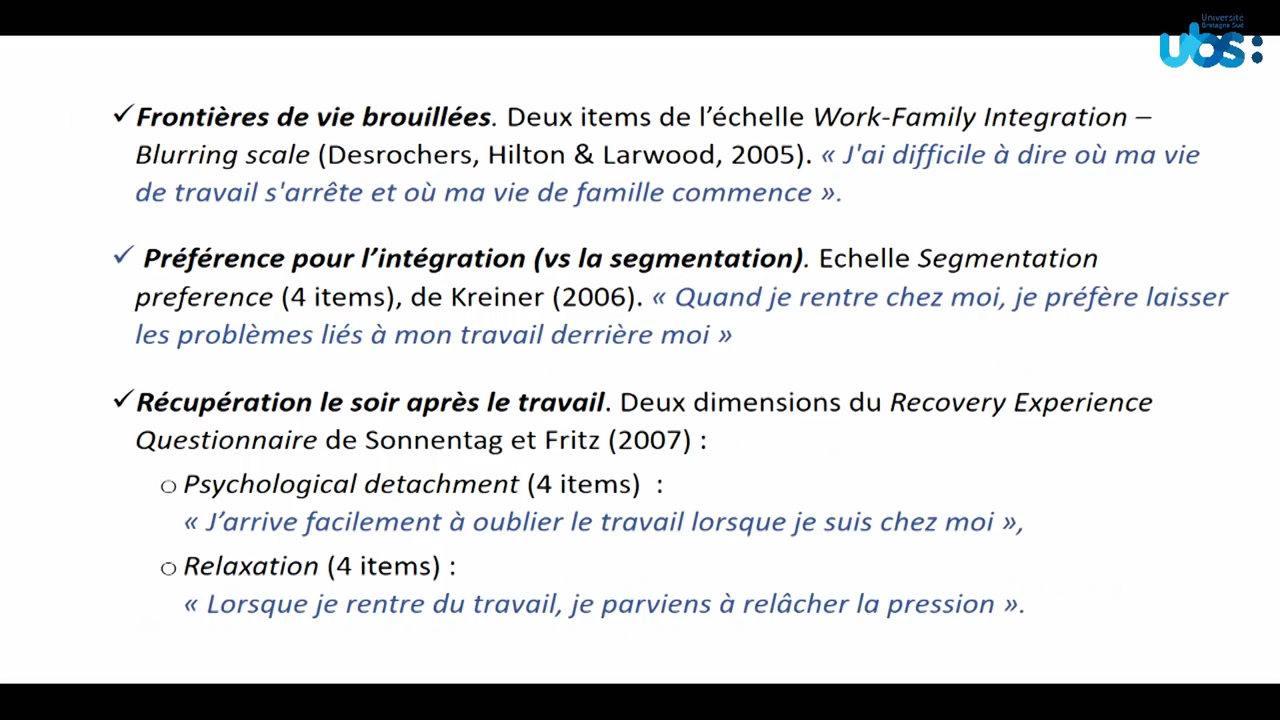 Université
Bretagne Sud
ubs:
✓Frontières de vie brouillées. Deux items de l’échelle Work-Family Integration –
Blurring scale (Desrochers, Hilton & Larwood, 2005). « J'ai difficile à dire où ma vie
de travail s'arrête et où ma vie de famille commence ».
✓ Préférence pour l’intégration (vs la segmentation). Echelle Segmentation
preference (4 items), de Kreiner (2006). « Quand je rentre chez moi, je préfère laisser
les problèmes liés à mon travail derrière moi »
✓Récupération le soir après le travail. Deux dimensions du Recovery Experience
Questionnaire de Sonnentag et Fritz (2007) :
○ Psychological detachment (4 items) :
« J’arrive facilement à oublier le travail lorsque je suis chez moi »,
○ Relaxation (4 items) :
« Lorsque je rentre du travail, je parviens à relâcher la pression ».